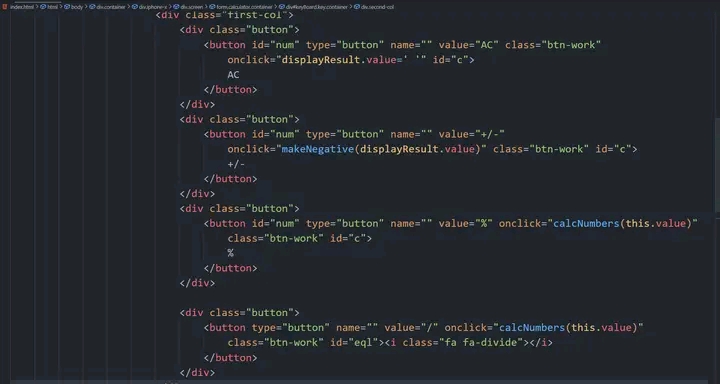 index.html > html > body > div.container > div.iphone-x > div.screen > form.calculator.container > div#keyBoard.key.container > div.second-col
<div class="first-col">
<div class="button">
<button id="num" type="button" name="" value="AC" class="btn-work"
onclick="displayResult.value=' '" id="c">
AC
</button>
</div>
<div class="button">
<button id="num" type="button" name="" value="+/-"
onclick="makeNegative(displayResult.value)" class="btn-work" id="c">
+/-
</button>
</div>
<div class="button">
<button id="num" type="button" name="" value="%" onclick="calcNumbers(this.value)"
class="btn-work" id="c">
%
</button>
</div>
<div class="button">
<button type="button" name="" value="/" onclick="calcNumbers(this.value)"
class="btn-work" id="eql"><i class="fa fa-divide"></i>
</button>
</div>